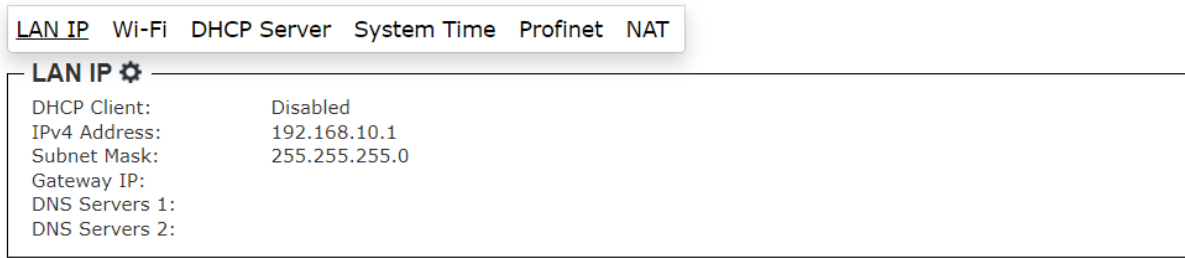 LAN IP Wi-Fi DHCP Server System Time Profinet NAT
LAN IP
DHCP Client: Disabled
IPv4 Address: 192.168.10.1
Subnet Mask: 255.255.255.0
Gateway IP:
DNS Servers 1:
DNS Servers 2: